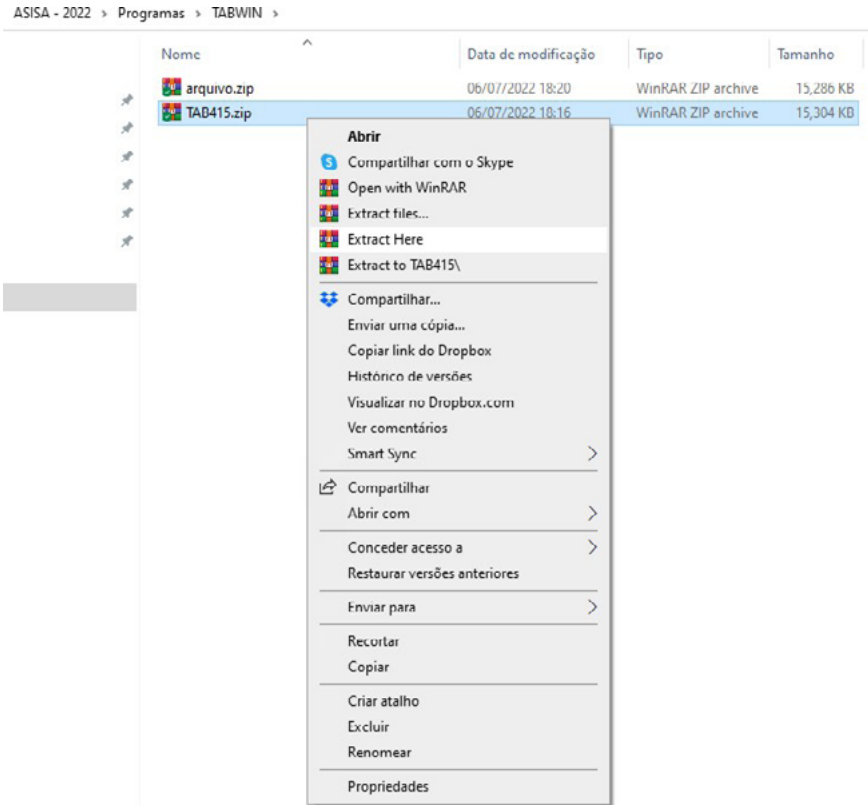 ASISA - 2022 › Programas › TABWIN ›
Nome Data de modificação Tipo Tamanho
arquivo.zip 06/07/2022 18:20 WinRAR ZIP archive 15,286 KB
TAB415.zip 06/07/2022 18:16 WinRAR ZIP archive 15,304 KB
Abrir
Compartilhar com o Skype
Open with WinRAR
Extract files...
Extract Here
Extract to TAB415\
Compartilhar...
Enviar uma cópia...
Copiar link do Dropbox
Histórico de versões
Visualizar no Dropbox.com
Ver comentários
Smart Sync
Compartilhar
Abrir com
Conceder acesso a
Restaurar versões anteriores
Enviar para
Recortar
Copiar
Criar atalho
Excluir
Renomear
Propriedades